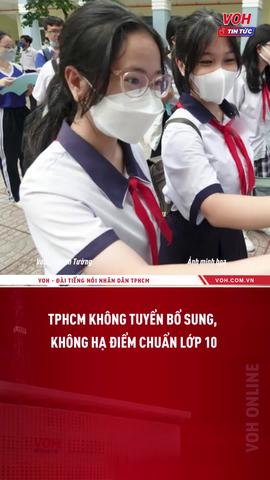 VOH
TIN TỨC
Tường
Ảnh minh họa
VOH - ĐÀI TIẾNG NÓI NHÂN DÂN TPHCM
VOH.COM.VN
TPHCM KHÔNG TUYỂN BỔ SUNG,
KHÔNG HẠ ĐIỂM CHUẨN LỚP 10
VOH ONLINE